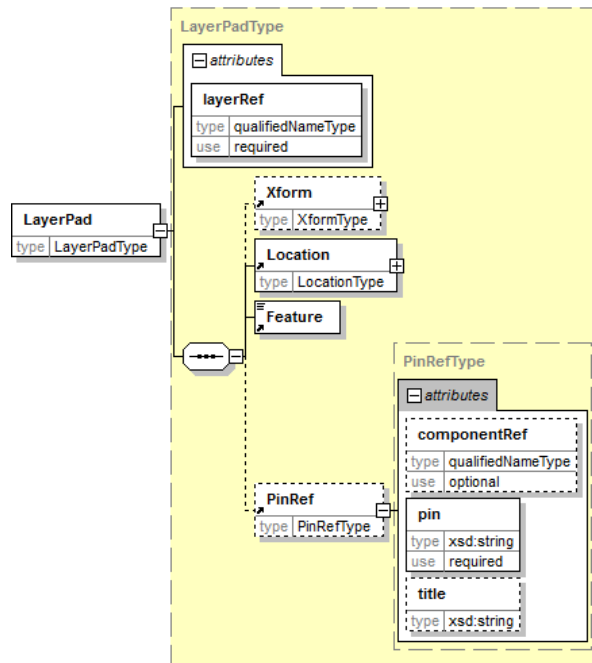 LayerPadType
attributes
layerRef
type qualifiedNameType
use required
Xform
type XformType
LayerPad
type LayerPadType
Location
type LocationType
Feature
PinRefType
attributes
componentRef
type qualifiedNameType
use optional
PinRef
type PinRefType
pin
type xsd:string
use required
title
type xsd:string